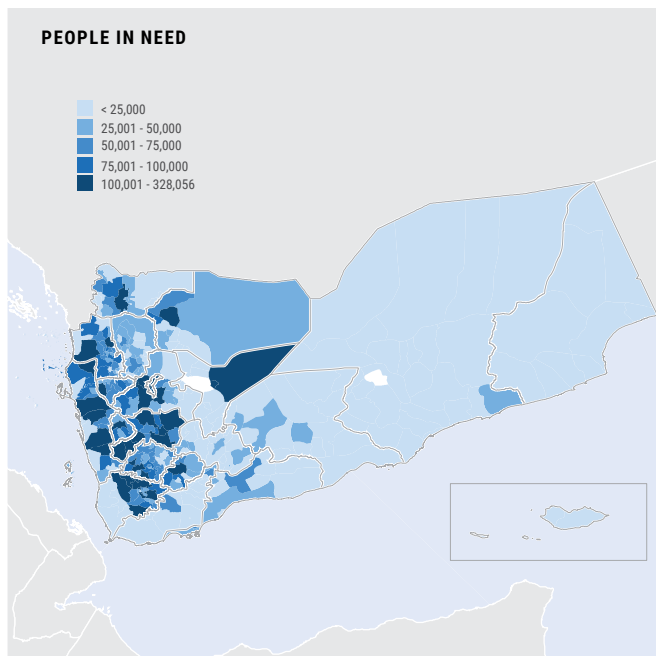 PEOPLE IN NEED
< 25,000
25,001 - 50,000
50,001 - 75,000
75,001 - 100,000
100,001 - 328,056